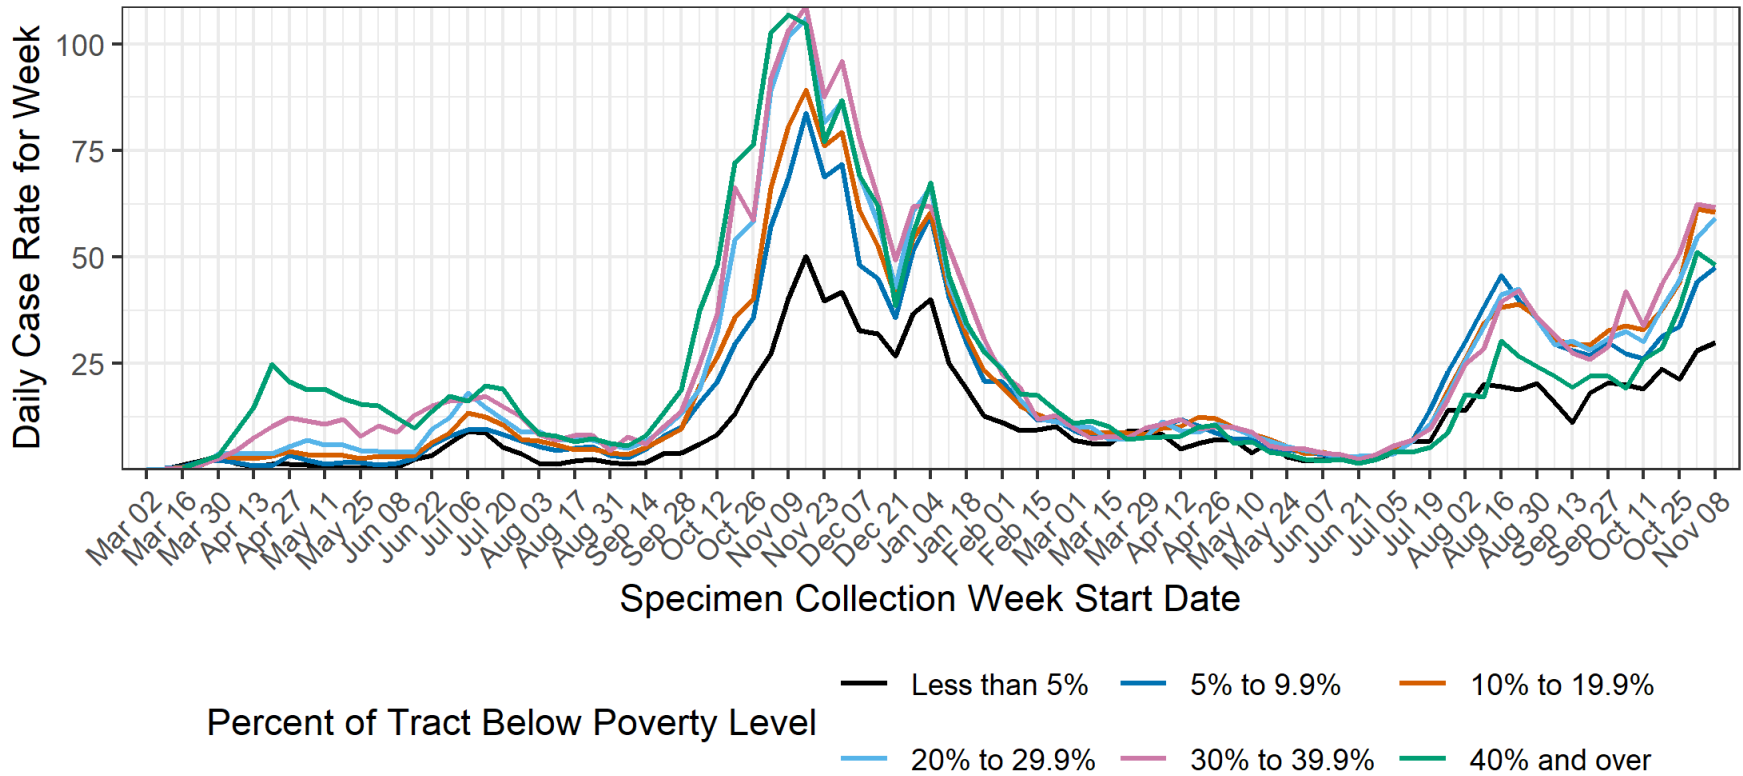 Daily Case Rate for Week
100
75
50
25
Mar 02
Mar 16
Mar 30
Apr 13
Apr 27
May 11
May 25
Jun 08
Jun 22
Jul 06
Jul 20
Aug 03
Aug 17
Aug 31
Sep 14
Sep 28
Oct 12
Oct 26
Nov 09
Nov 23
Dec 07
Dec 21
Jan 04
Jan 18
Feb 01
Feb 15
Mar 01
Mar 15
Mar 29
Apr 12
Apr 26
May 10
May 24
Jun 07
Jun 21
Jul 05
Jul 19
Aug 02
Aug 16
Aug 30
Sep 13
Sep 27
Oct 11
Oct 25
Nov 08
Specimen Collection Week Start Date
Percent of Tract Below Poverty Level
Less than 5%
5% to 9.9%
10% to 19.9%
20% to 29.9%
30% to 39.9%
40% and over